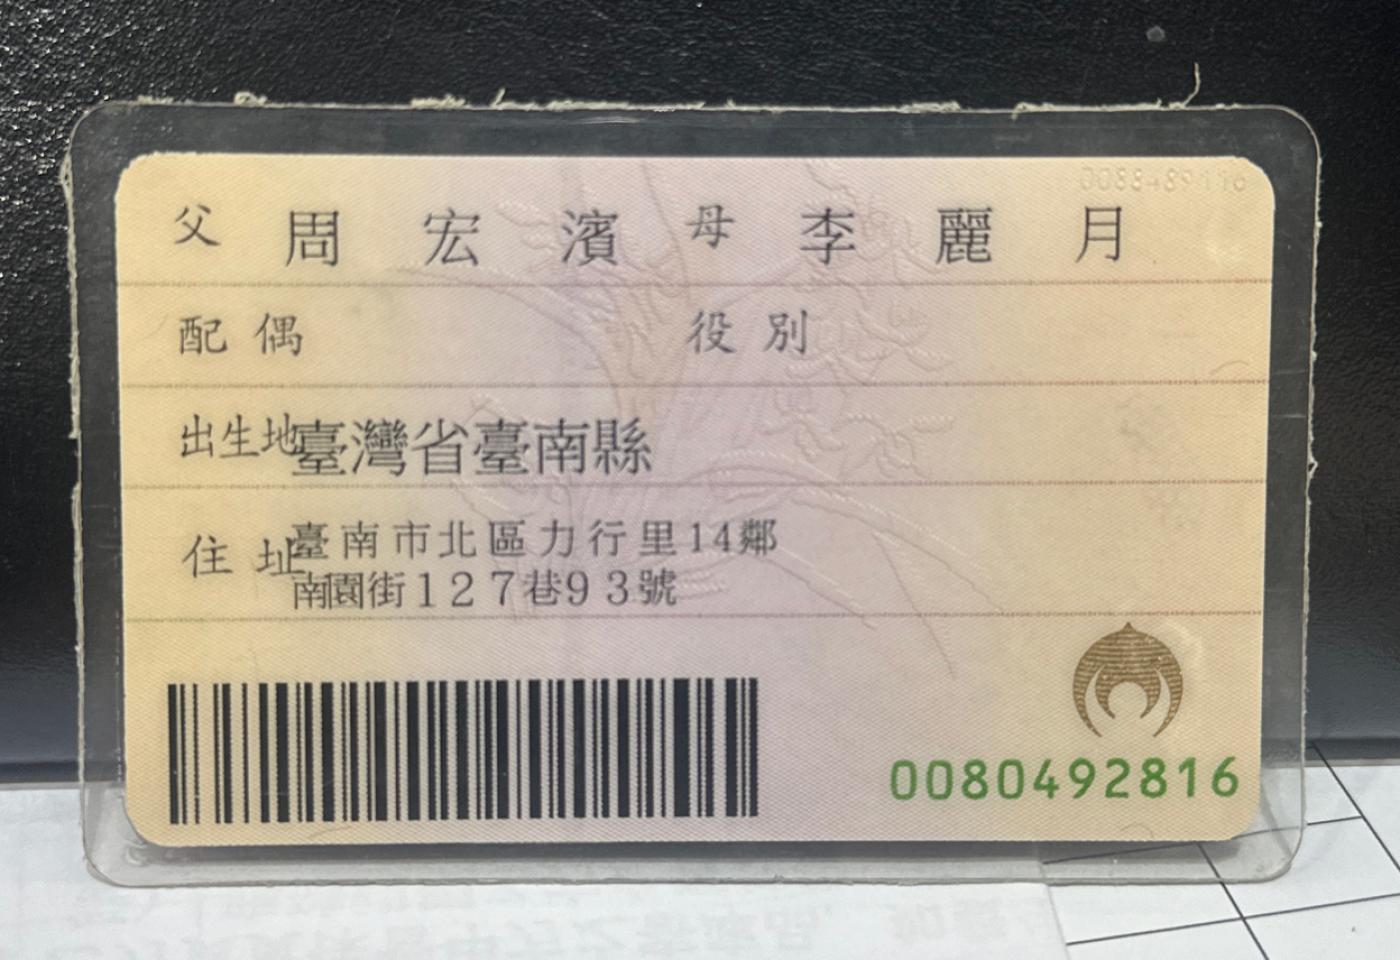 父 周宏濱 母 李麗月
配偶 役別
出生地 臺灣省臺南縣
住址 臺南市北區力行里14鄰
南園街127巷93號
0080492816